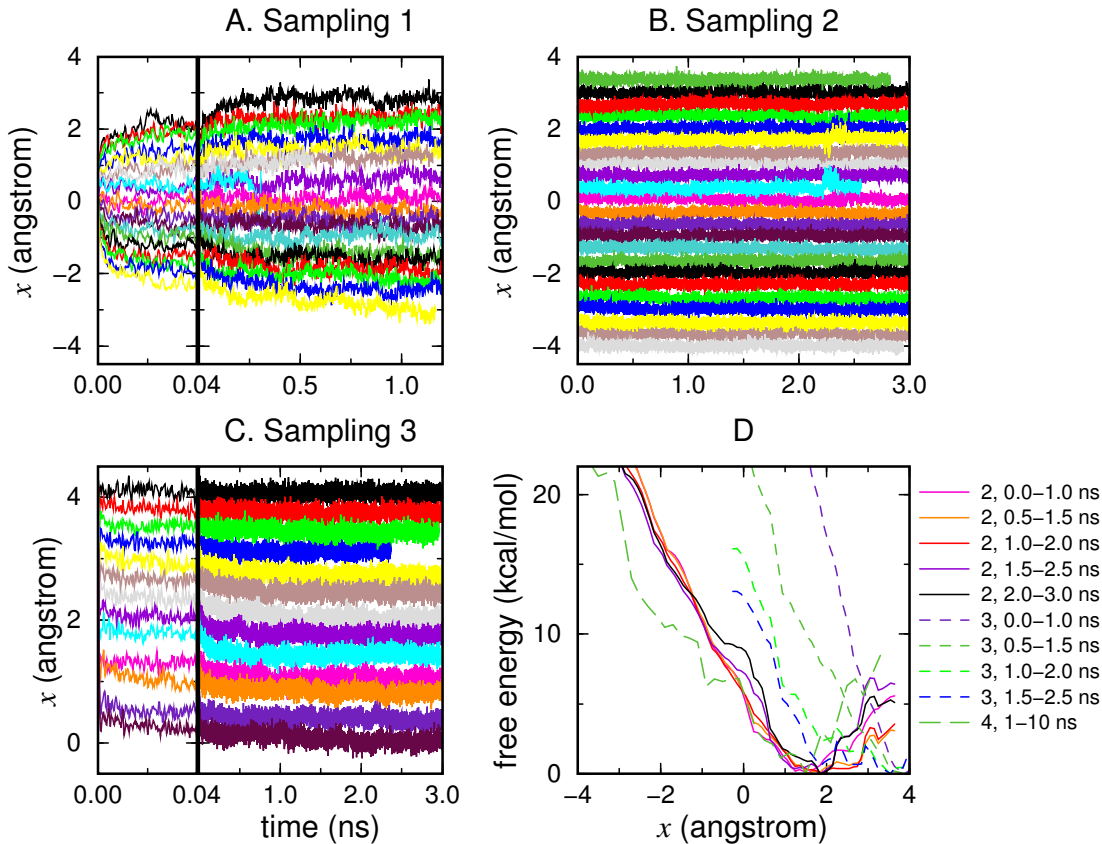 A. Sampling 1
B. Sampling 2
4
2
0
−2
−4
x (angstrom)
0.00
0.04
0.5
1.0
4
2
0
−2
−4
x (angstrom)
0.0
1.0
2.0
3.0
C. Sampling 3
D
4
2
0
x (angstrom)
0.00
0.04
1.0
2.0
3.0
time (ns)
20
10
0
free energy (kcal/mol)
−4
−2
0
2
4
x (angstrom)
2, 0.0−1.0 ns
2, 0.5−1.5 ns
2, 1.0−2.0 ns
2, 1.5−2.5 ns
2, 2.0−3.0 ns
3, 0.0−1.0 ns
3, 0.5−1.5 ns
3, 1.0−2.0 ns
3, 1.5−2.5 ns
4, 1−10 ns